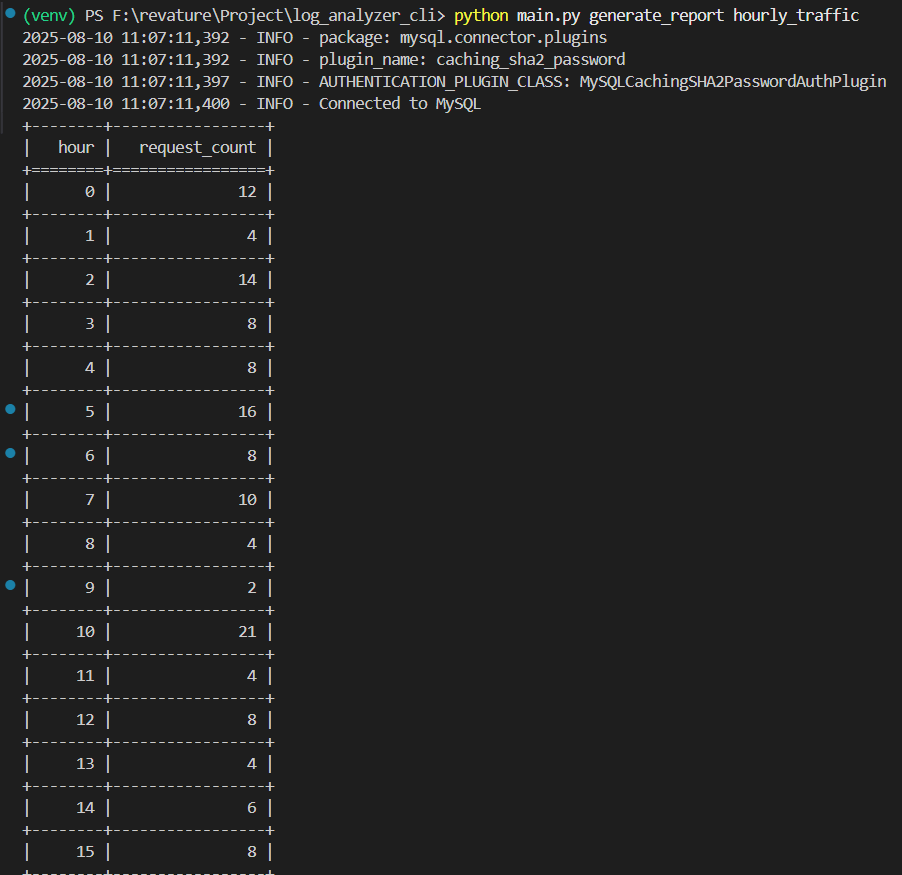 (venv) PS F:\revature\Project\log_analyzer_cli> python main.py generate_report hourly_traffic
2025-08-10 11:07:11,392 - INFO - package: mysql.connector.plugins
2025-08-10 11:07:11,392 - INFO - plugin_name: caching_sha2_password
2025-08-10 11:07:11,397 - INFO - AUTHENTICATION_PLUGIN_CLASS: MySQLCachingSHA2PasswordAuthPlugin
2025-08-10 11:07:11,400 - INFO - Connected to MySQL
+--------+-----------------+
|   hour |   request_count |
+========+=================+
|      0 |              12 |
+--------+-----------------+
|      1 |               4 |
+--------+-----------------+
|      2 |              14 |
+--------+-----------------+
|      3 |               8 |
+--------+-----------------+
|      4 |               8 |
+--------+-----------------+
|      5 |              16 |
+--------+-----------------+
|      6 |               8 |
+--------+-----------------+
|      7 |              10 |
+--------+-----------------+
|      8 |               4 |
+--------+-----------------+
|      9 |               2 |
+--------+-----------------+
|     10 |              21 |
+--------+-----------------+
|     11 |               4 |
+--------+-----------------+
|     12 |               8 |
+--------+-----------------+
|     13 |               4 |
+--------+-----------------+
|     14 |               6 |
+--------+-----------------+
|     15 |               8 |
+--------+-----------------+